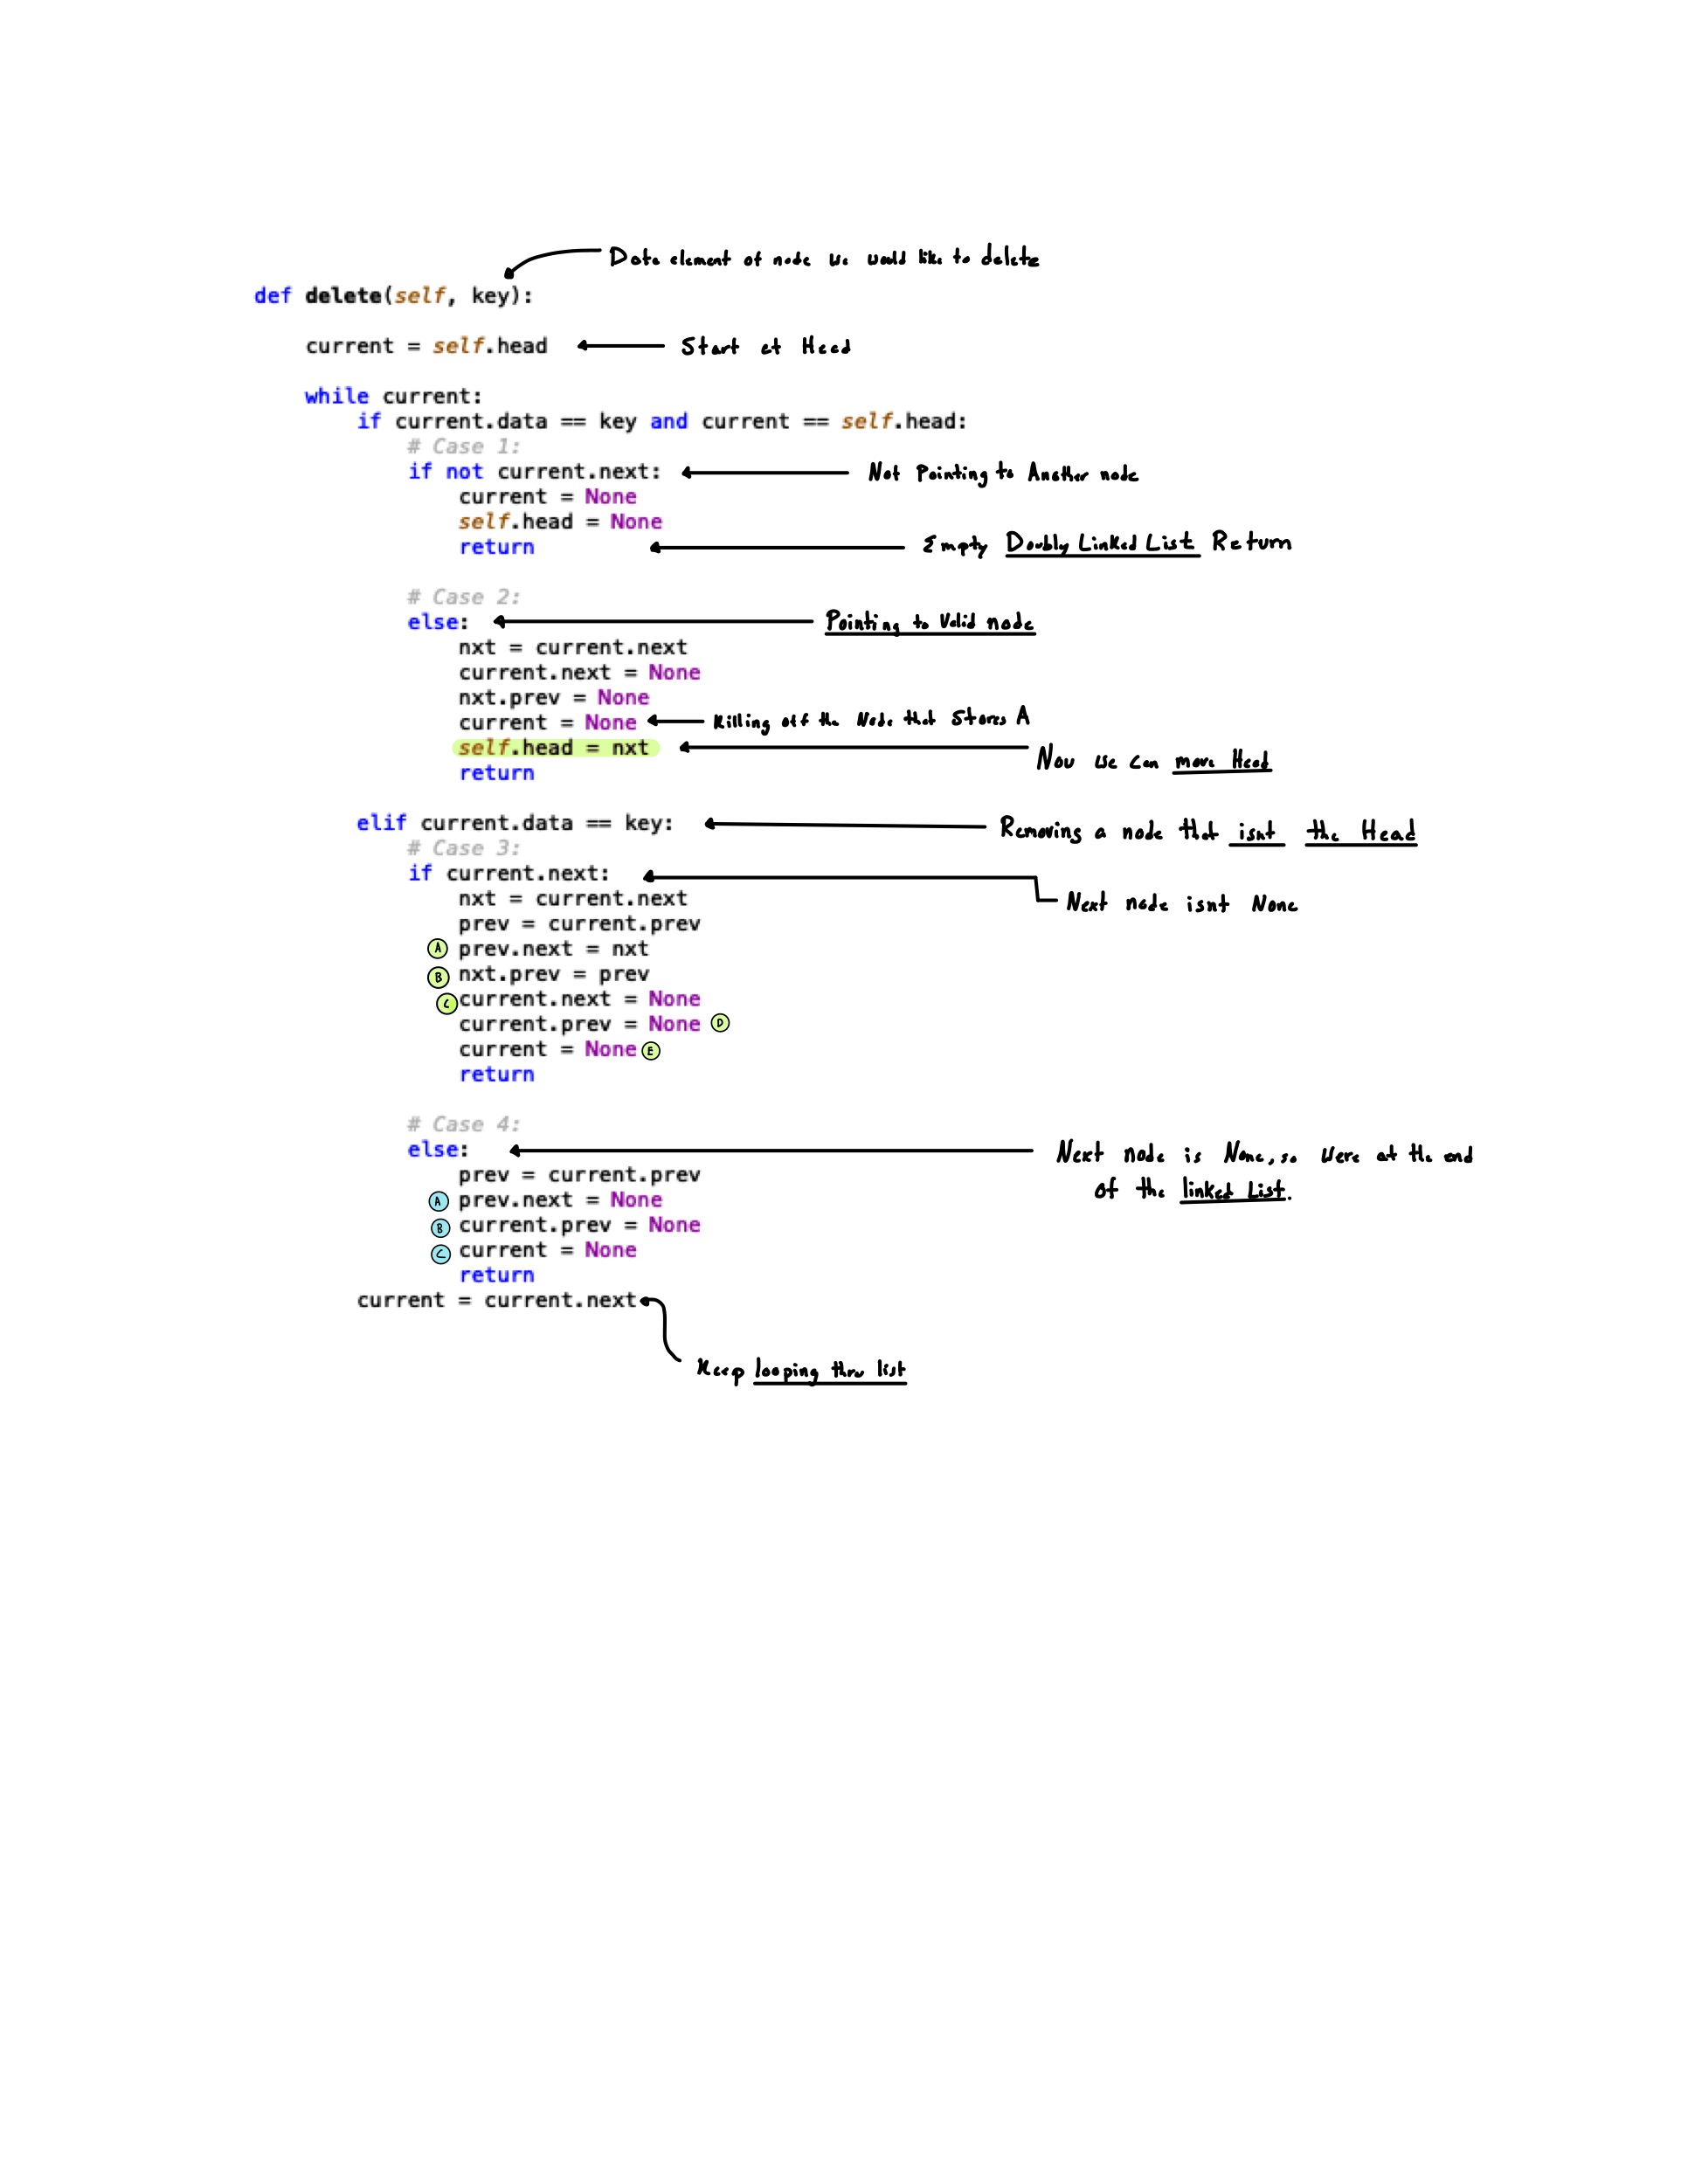 Data element of node we would like to delete
def delete(self, key):
current = self.head
Start at Head
while current:
if current.data == key and current == self.head:
# Case 1:
if not current.next:
Not Pointing to Another node
current = None
self.head = None
return
Empty Doubly Linked List Return
# Case 2:
else:
Pointing to Valid node
nxt = current.next
current.next = None
nxt.prev = None
current = None
Killing off the Node that Stores A
self.head = nxt
Now we can move Head
return
elif current.data == key:
Removing a node that isnt the Head
# Case 3:
if current.next:
Next node isnt None
nxt = current.next
prev = current.prev
A prev.next = nxt
B nxt.prev = prev
C current.next = None
current.prev = None D
current = None E
return
# Case 4:
else:
Next node is None, so were at the end
of the linked List.
prev = current.prev
A prev.next = None
B current.prev = None
C current = None
return
current = current.next
Keep looping thru list